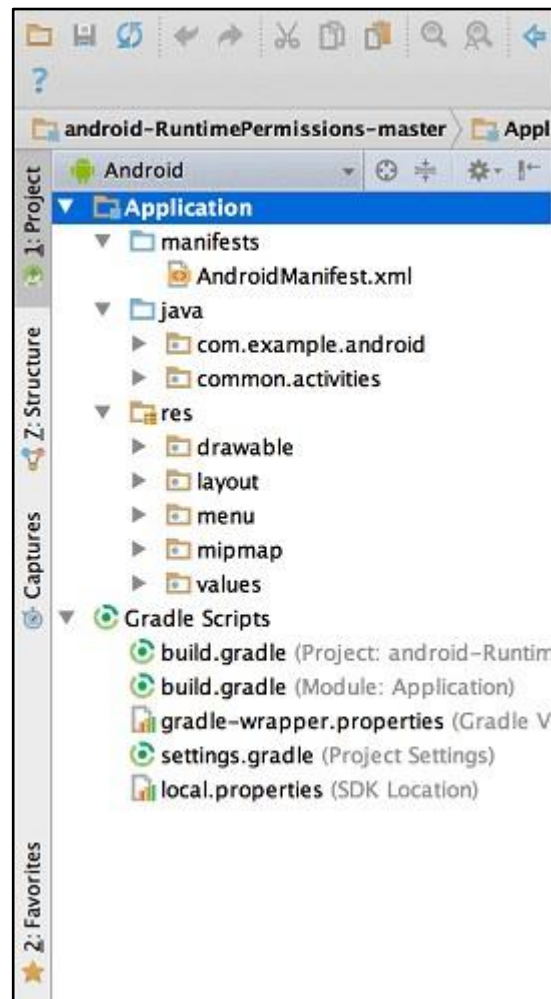 ?
android-RuntimePermissions-master
Appl
1: Project
Android
Application
manifests
AndroidManifest.xml
java
com.example.android
common.activities
res
drawable
layout
menu
mipmap
values
Gradle Scripts
build.gradle (Project: android-Runtim
build.gradle (Module: Application)
gradle-wrapper.properties (Gradle V
settings.gradle (Project Settings)
local.properties (SDK Location)
Z: Structure
Captures
2: Favorites